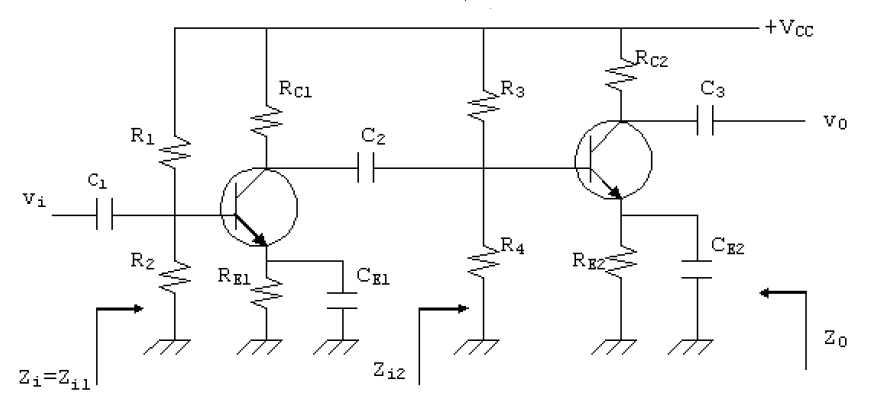 +VCC
RC1
R3
RC2
C3
R1
C2
vo
C1
vi
R2
RE1
CE1
R4
RE2
CE2
Zi=Zi1
Zi2
Zo